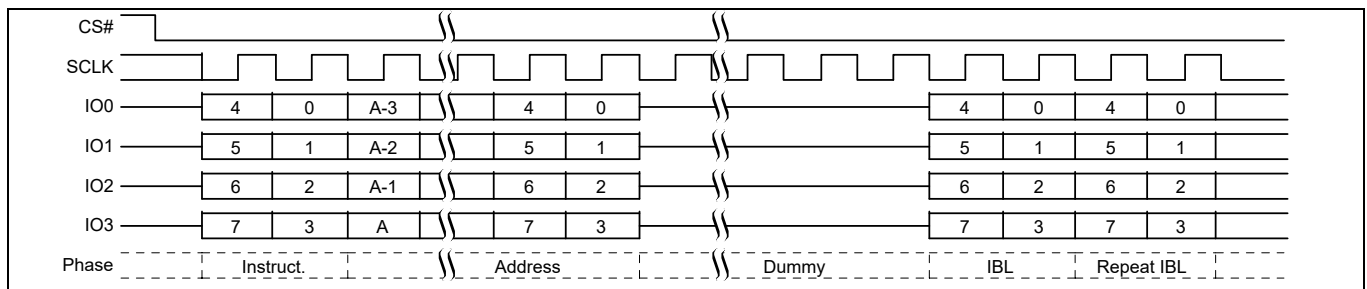 CS#
SCLK
IO0 4 0 A-3 4 0 4 0 4 0
IO1 5 1 A-2 5 1 5 1 5 1
IO2 6 2 A-1 6 2 6 2 6 2
IO3 7 3 A 7 3 7 3 7 3
Phase Instruct. Address Dummy IBL Repeat IBL